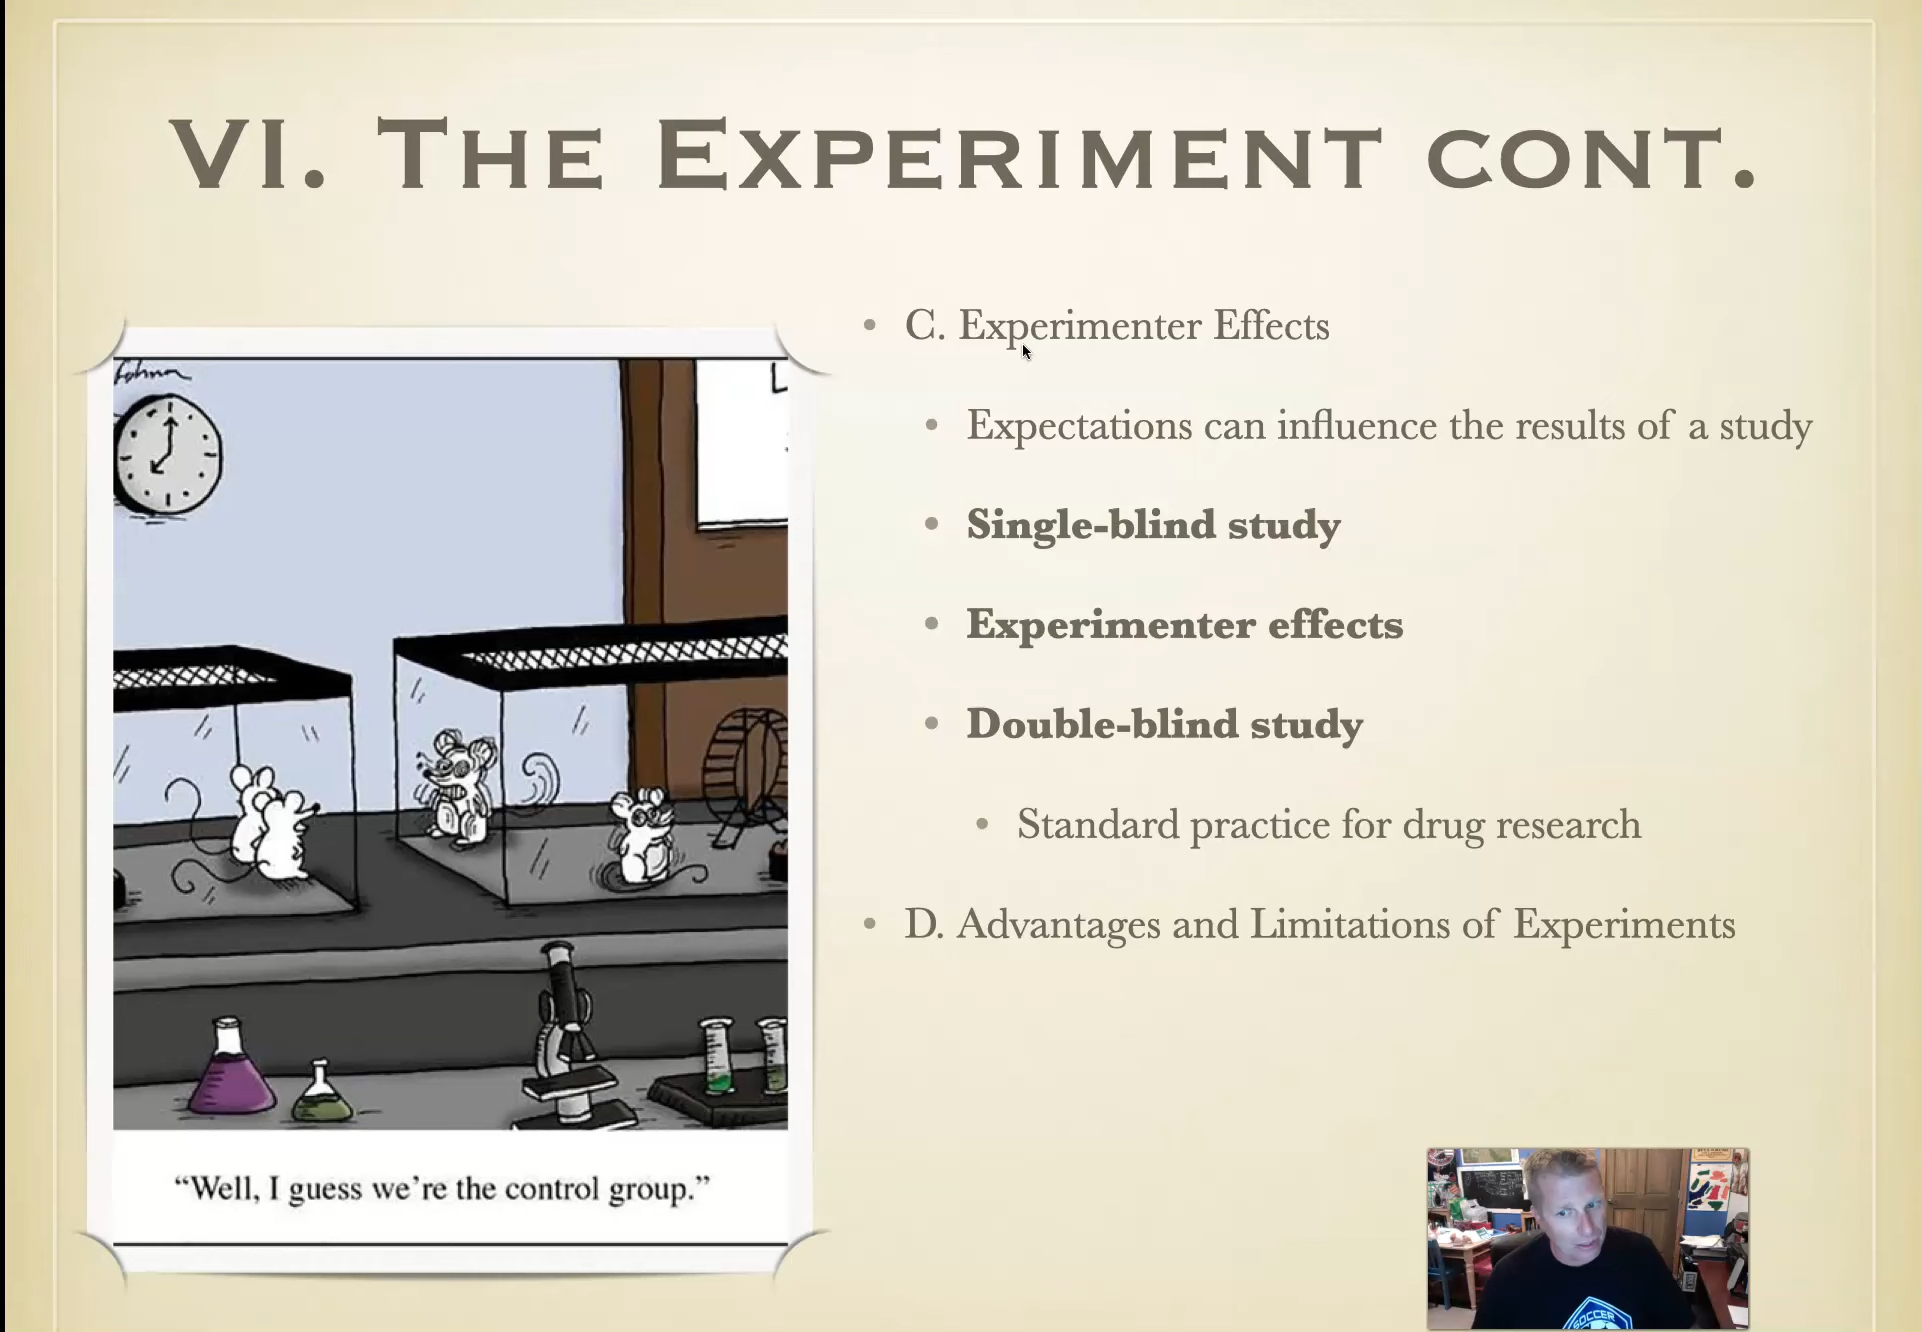 VI. The Experiment cont.
• C. Experimenter Effects
• Expectations can influence the results of a study
• Single-blind study
• Experimenter effects
• Double-blind study
• Standard practice for drug research
• D. Advantages and Limitations of Experiments
L
“Well, I guess we’re the control group.”
SOCCER